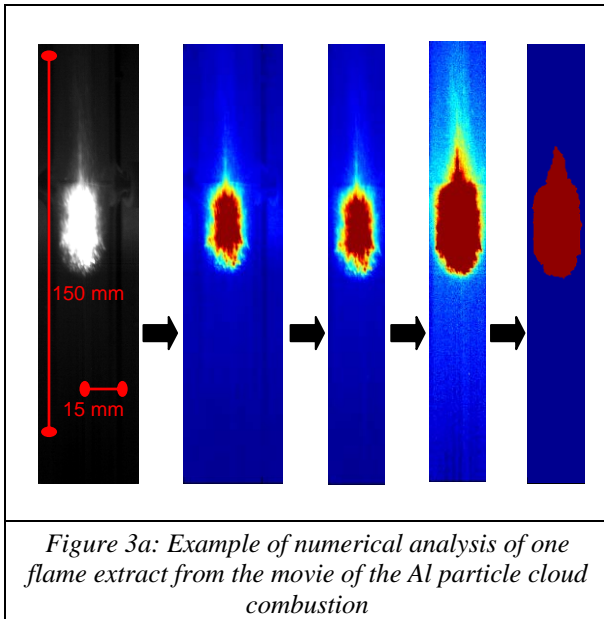 150 mm
15 mm
Figure 3a: Example of numerical analysis of one
flame extract from the movie of the Al particle cloud
combustion